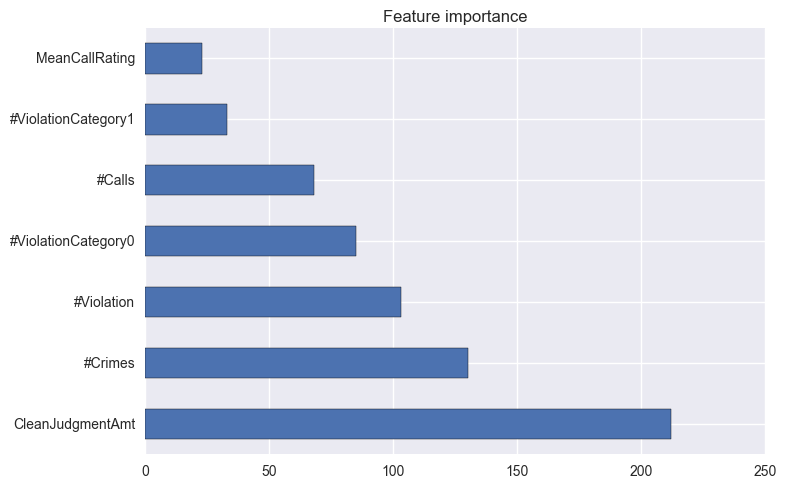 Feature importance
MeanCallRating
#ViolationCategory1
#Calls
#ViolationCategory0
#Violation
#Crimes
CleanJudgmentAmt
0 50 100 150 200 250